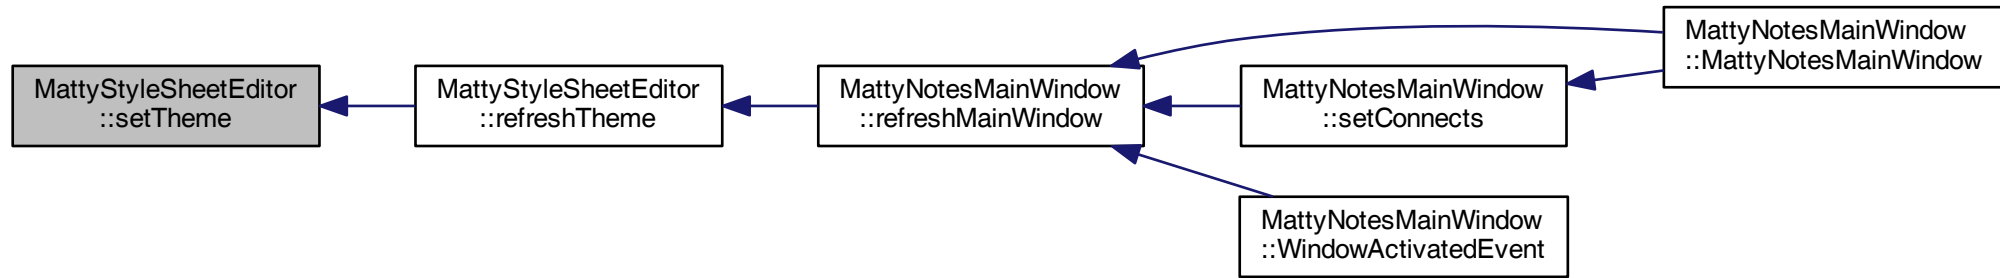 MattyStyleSheetEditor
::setTheme
MattyStyleSheetEditor
::refreshTheme
MattyNotesMainWindow
::refreshMainWindow
MattyNotesMainWindow
::setConnects
MattyNotesMainWindow
::MattyNotesMainWindow
MattyNotesMainWindow
::WindowActivatedEvent